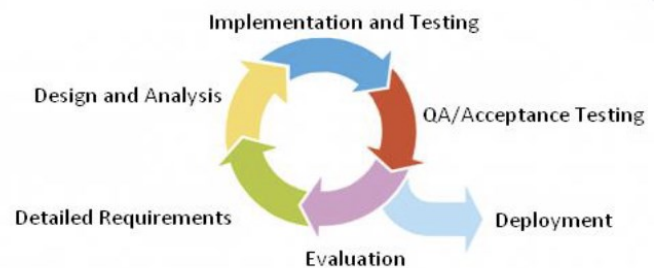 Implementation and Testing
Design and Analysis
QA/Acceptance Testing
Detailed Requirements
Deployment
Evaluation